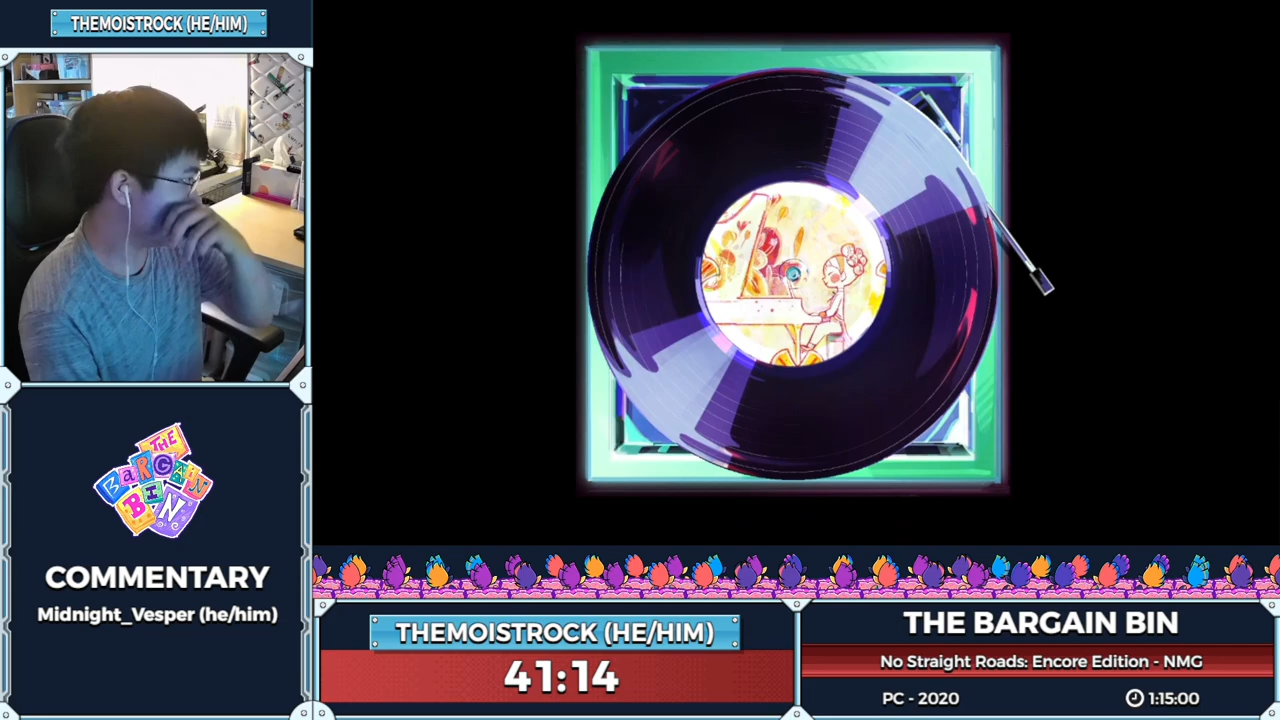 THEMOISTROCK (HE/HIM)
THE
BARGAIN
BIN
COMMENTARY
Midnight_Vesper (he/him)
THEMOISTROCK (HE/HIM)
41:14
THE BARGAIN BIN
No Straight Roads: Encore Edition - NMG
PC - 2020
1:15:00